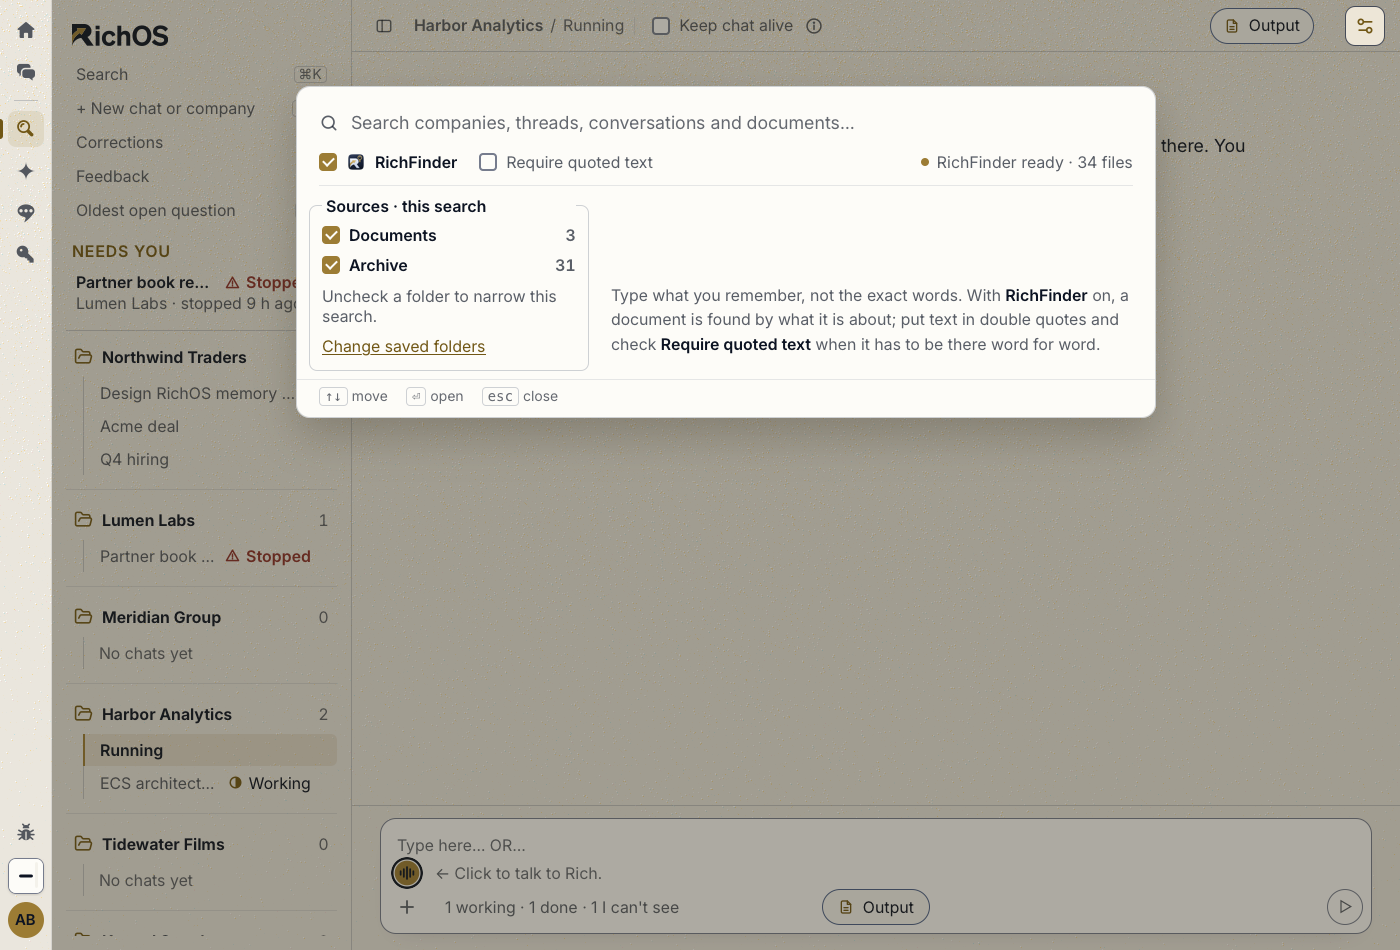 RichOS
Search ⌘K
+ New chat or company
Corrections
Feedback
Oldest open question
NEEDS YOU
Partner book re... Stoppe
Lumen Labs · stopped 9 h ago
Northwind Traders
Design RichOS memory ...
Acme deal
Q4 hiring
Lumen Labs 1
Partner book ... Stopped
Meridian Group 0
No chats yet
Harbor Analytics 2
Running
ECS architect... Working
Tidewater Films 0
No chats yet
AB
Harbor Analytics / Running
Keep chat alive
Output
there. You
Search companies, threads, conversations and documents...
RichFinder
Require quoted text
RichFinder ready · 34 files
Sources · this search
Documents 3
Archive 31
Uncheck a folder to narrow this
search.
Change saved folders
Type what you remember, not the exact words. With RichFinder on, a
document is found by what it is about; put text in double quotes and
check Require quoted text when it has to be there word for word.
↑↓ move ⏎ open esc close
Type here... OR...
← Click to talk to Rich.
1 working · 1 done · 1 I can't see
Output